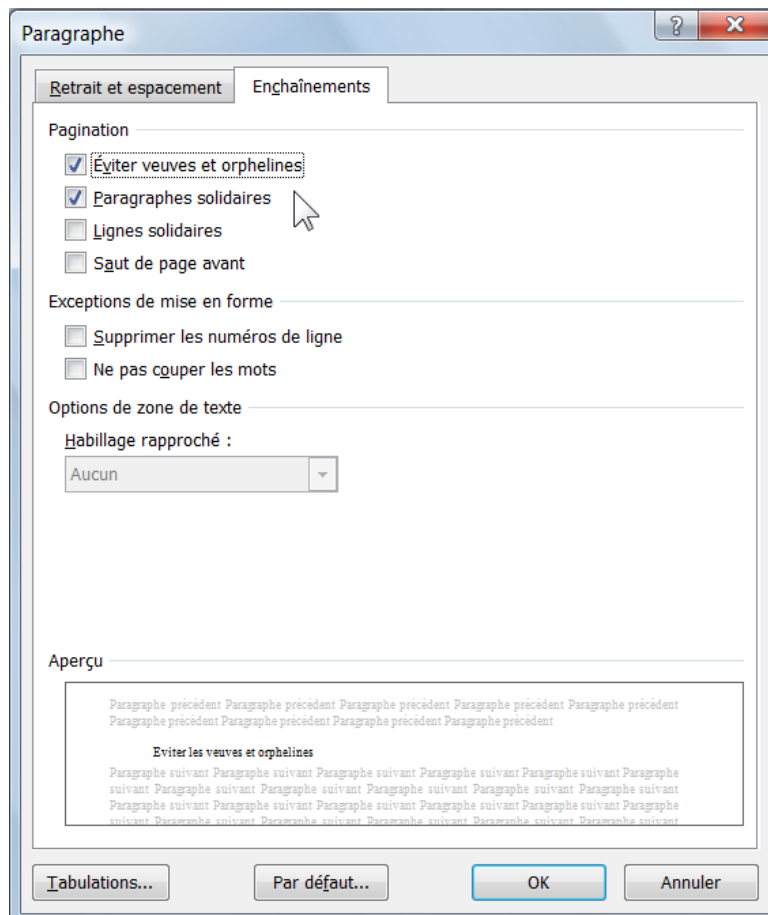 Paragraphe
Retrait et espacement
Enchaînements
Pagination
Éviter veuves et orphelines
Paragraphes solidaires
Lignes solidaires
Saut de page avant
Exceptions de mise en forme
Supprimer les numéros de ligne
Ne pas couper les mots
Options de zone de texte
Habillage rapproché :
Aucun
Aperçu
Paragraphe précédent Paragraphe précédent Paragraphe précédent Paragraphe précédent Paragraphe précédent
Paragraphe précédent Paragraphe précédent Paragraphe précédent Paragraphe précédent
Eviter les veuves et orphelines
Paragraphe suivant Paragraphe suivant Paragraphe suivant Paragraphe suivant Paragraphe suivant Paragraphe
suivant Paragraphe suivant Paragraphe suivant Paragraphe suivant Paragraphe suivant Paragraphe suivant
Paragraphe suivant Paragraphe suivant Paragraphe suivant Paragraphe suivant Paragraphe suivant Paragraphe
suivant Paragraphe suivant Paragraphe suivant Paragraphe suivant Paragraphe suivant Paragraphe suivant
Tabulations...
Par défaut...
OK
Annuler